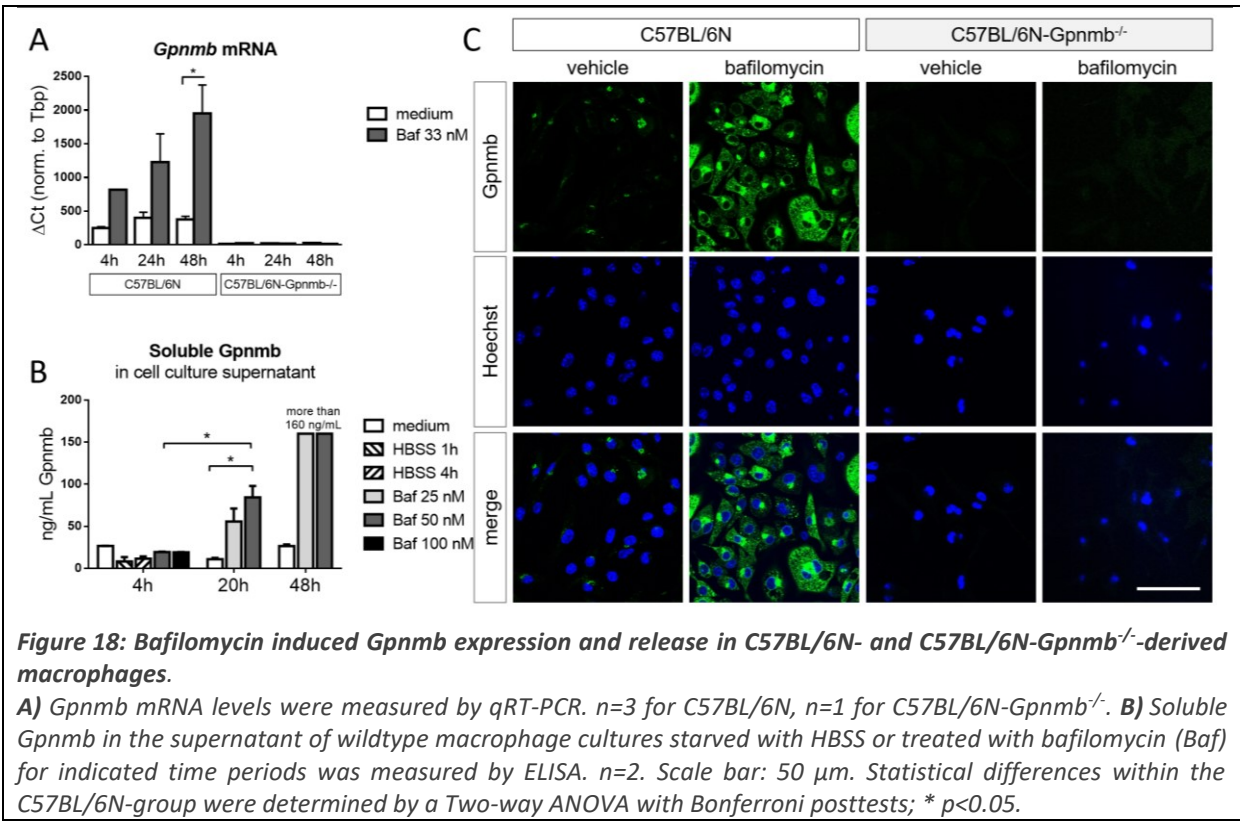 A
Gpnmb mRNA
ΔCt (norm. to Tbp)
2500
2000
1500
1000
500
0
*
medium
Baf 33 nM
4h 24h 48h 4h 24h 48h
C57BL/6N C57BL/6N-Gpnmb-/-
B
Soluble Gpnmb
in cell culture supernatant
ng/mL Gpnmb
200
150
100
50
0
more than
160 ng/mL
*
*
4h 20h 48h
medium
HBSS 1h
HBSS 4h
Baf 25 nM
Baf 50 nM
Baf 100 nM
C
C57BL/6N C57BL/6N-Gpnmb-/-
vehicle bafilomycin vehicle bafilomycin
Gpnmb
Hoechst
merge
Figure 18: Bafilomycin induced Gpnmb expression and release in C57BL/6N- and C57BL/6N-Gpnmb-/--derived
macrophages.
A) Gpnmb mRNA levels were measured by qRT-PCR. n=3 for C57BL/6N, n=1 for C57BL/6N-Gpnmb-/-. B) Soluble
Gpnmb in the supernatant of wildtype macrophage cultures starved with HBSS or treated with bafilomycin (Baf)
for indicated time periods was measured by ELISA. n=2. Scale bar: 50 µm. Statistical differences within the
C57BL/6N-group were determined by a Two-way ANOVA with Bonferroni posttests; * p<0.05.